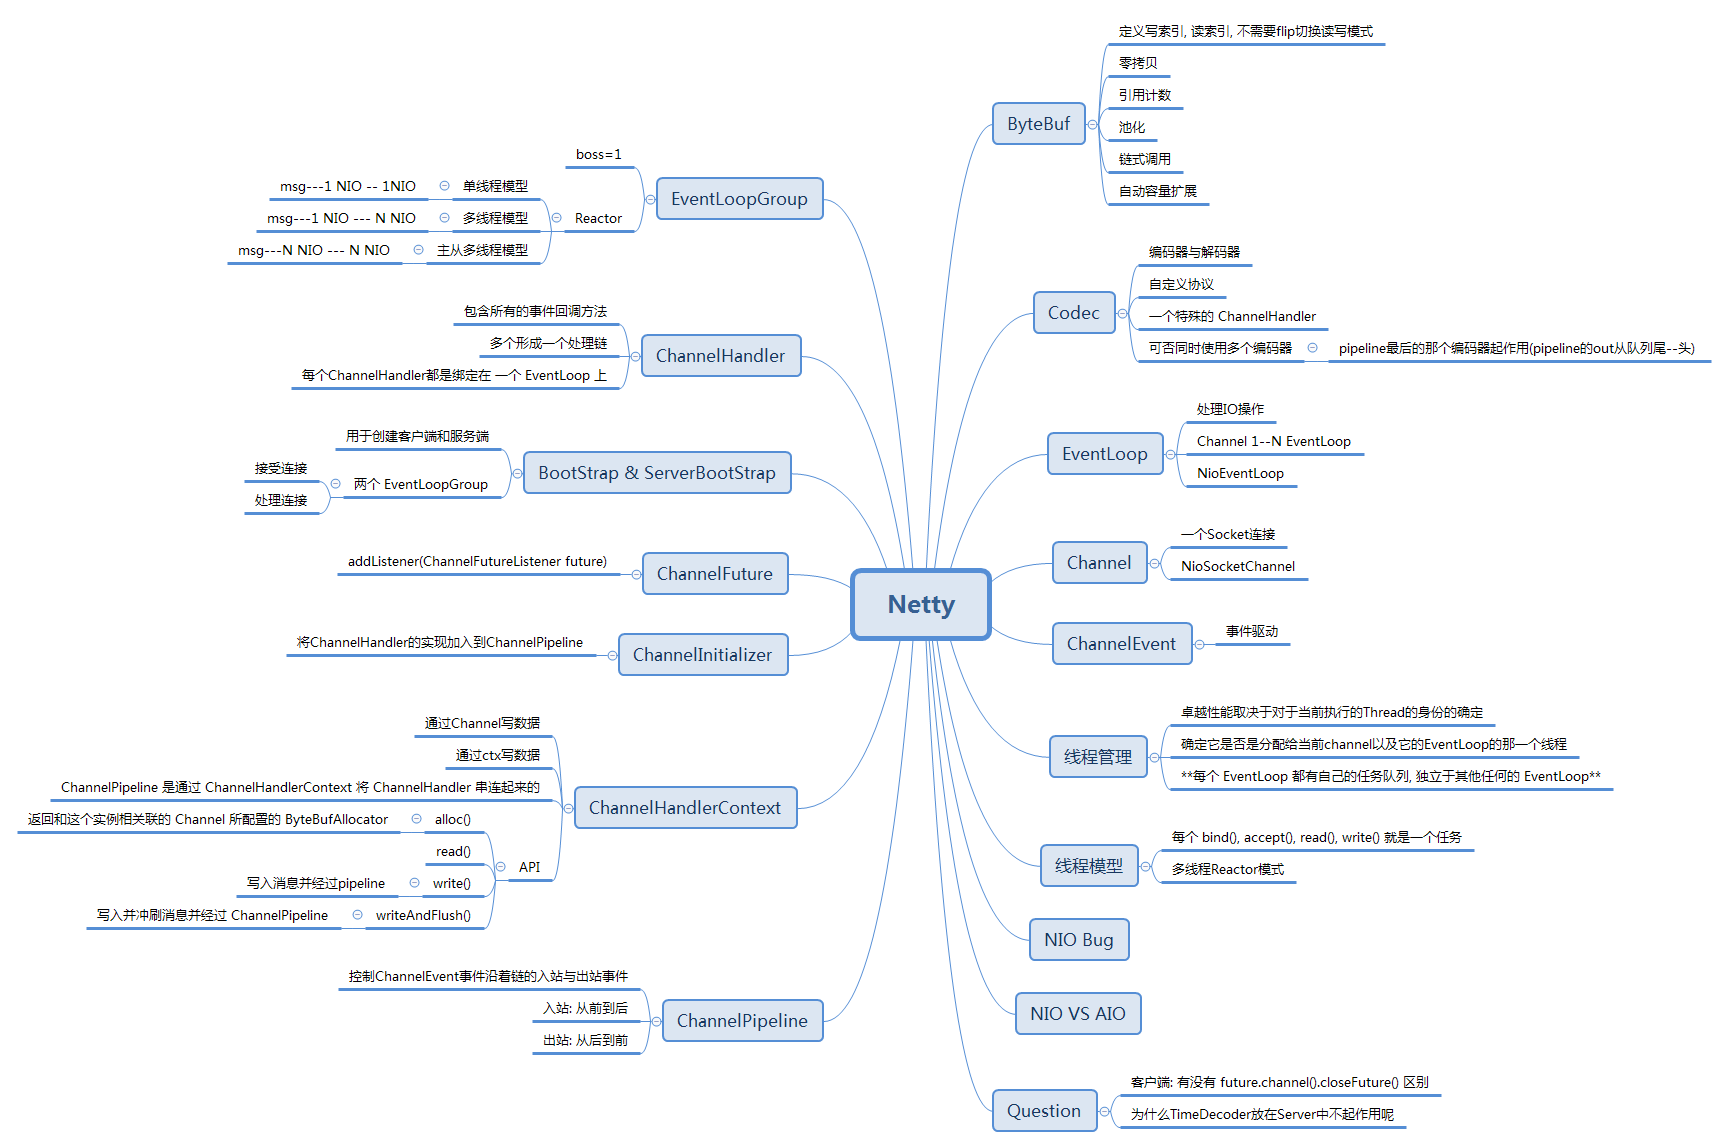 Netty
ByteBuf
定义写索引, 读索引, 不需要flip切换读写模式
零拷贝
引用计数
池化
链式调用
自动容量扩展
Codec
编码器与解码器
自定义协议
一个特殊的 ChannelHandler
可否同时使用多个编码器
pipeline最后的那个编码器起作用(pipeline的out从队列尾--头)
EventLoop
处理IO操作
Channel 1--N EventLoop
NioEventLoop
Channel
一个Socket连接
NioSocketChannel
ChannelEvent
事件驱动
线程管理
卓越性能取决于对于当前执行的Thread的身份的确定
确定它是否是分配给当前channel以及它的EventLoop的那一个线程
**每个 EventLoop 都有自己的任务队列, 独立于其他任何的 EventLoop**
线程模型
每个 bind(), accept(), read(), write() 就是一个任务
多线程Reactor模式
NIO Bug
NIO VS AIO
Question
客户端: 有没有 future.channel().closeFuture() 区别
为什么TimeDecoder放在Server中不起作用呢
EventLoopGroup
boss=1
Reactor
单线程模型
msg---1 NIO -- 1NIO
多线程模型
msg---1 NIO --- N NIO
主从多线程模型
msg---N NIO --- N NIO
ChannelHandler
包含所有的事件回调方法
多个形成一个处理链
每个ChannelHandler都是绑定在 一个 EventLoop 上
BootStrap & ServerBootStrap
用于创建客户端和服务端
两个 EventLoopGroup
接受连接
处理连接
ChannelFuture
addListener(ChannelFutureListener future)
ChannelInitializer
将ChannelHandler的实现加入到ChannelPipeline
ChannelHandlerContext
通过Channel写数据
通过ctx写数据
ChannelPipeline 是通过 ChannelHandlerContext 将 ChannelHandler 串连起来的
API
alloc()
返回和这个实例相关联的 Channel 所配置的 ByteBufAllocator
read()
write()
写入消息并经过pipeline
writeAndFlush()
写入并冲刷消息并经过 ChannelPipeline
ChannelPipeline
控制ChannelEvent事件沿着链的入站与出站事件
入站: 从前到后
出站: 从后到前